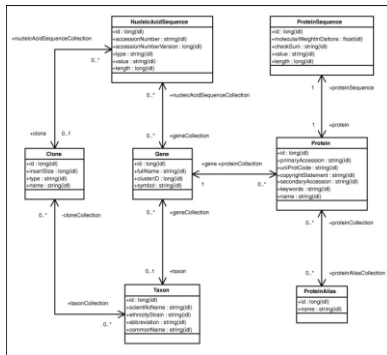 NucleicAcidSequence
+id : long(idl)
+accessionNumber : string(idl)
+accessionNumberVersion : long(idl)
+type : string(idl)
+value : string(idl)
+length : long(idl)
ProteinSequence
+id : long(idl)
+molecularWeightInDaltons : float(idl)
+checkSum : string(idl)
+value : string(idl)
+length : long(idl)
+nucleicAcidSequenceCollection
0..*
0..*
+nucleicAcidSequenceCollection
1
+proteinSequence
+clone
0..1
0..*
+geneCollection
1
+protein
Clone
+id : long(idl)
+insertSize : long(idl)
+type : string(idl)
+name : string(idl)
Gene
+id : long(idl)
+fullName : string(idl)
+clusterID : long(idl)
+symbol : string(idl)
+gene
+proteinCollection
1
0..*
Protein
+id : long(idl)
+primaryAccession : string(idl)
+uniProtCode : string(idl)
+copyrightStatement : string(idl)
+secondaryAccession : string(idl)
+keywords : string(idl)
+name : string(idl)
0..*
+cloneCollection
0..*
+geneCollection
0..*
+proteinCollection
0..1
+taxon
0..*
+proteinAliasCollection
+taxonCollection
0..*
Taxon
+id : long(idl)
+scientificName : string(idl)
+ethnicityStrain : string(idl)
+abbreviation : string(idl)
+commonName : string(idl)
ProteinAlias
+id : long(idl)
+name : string(idl)